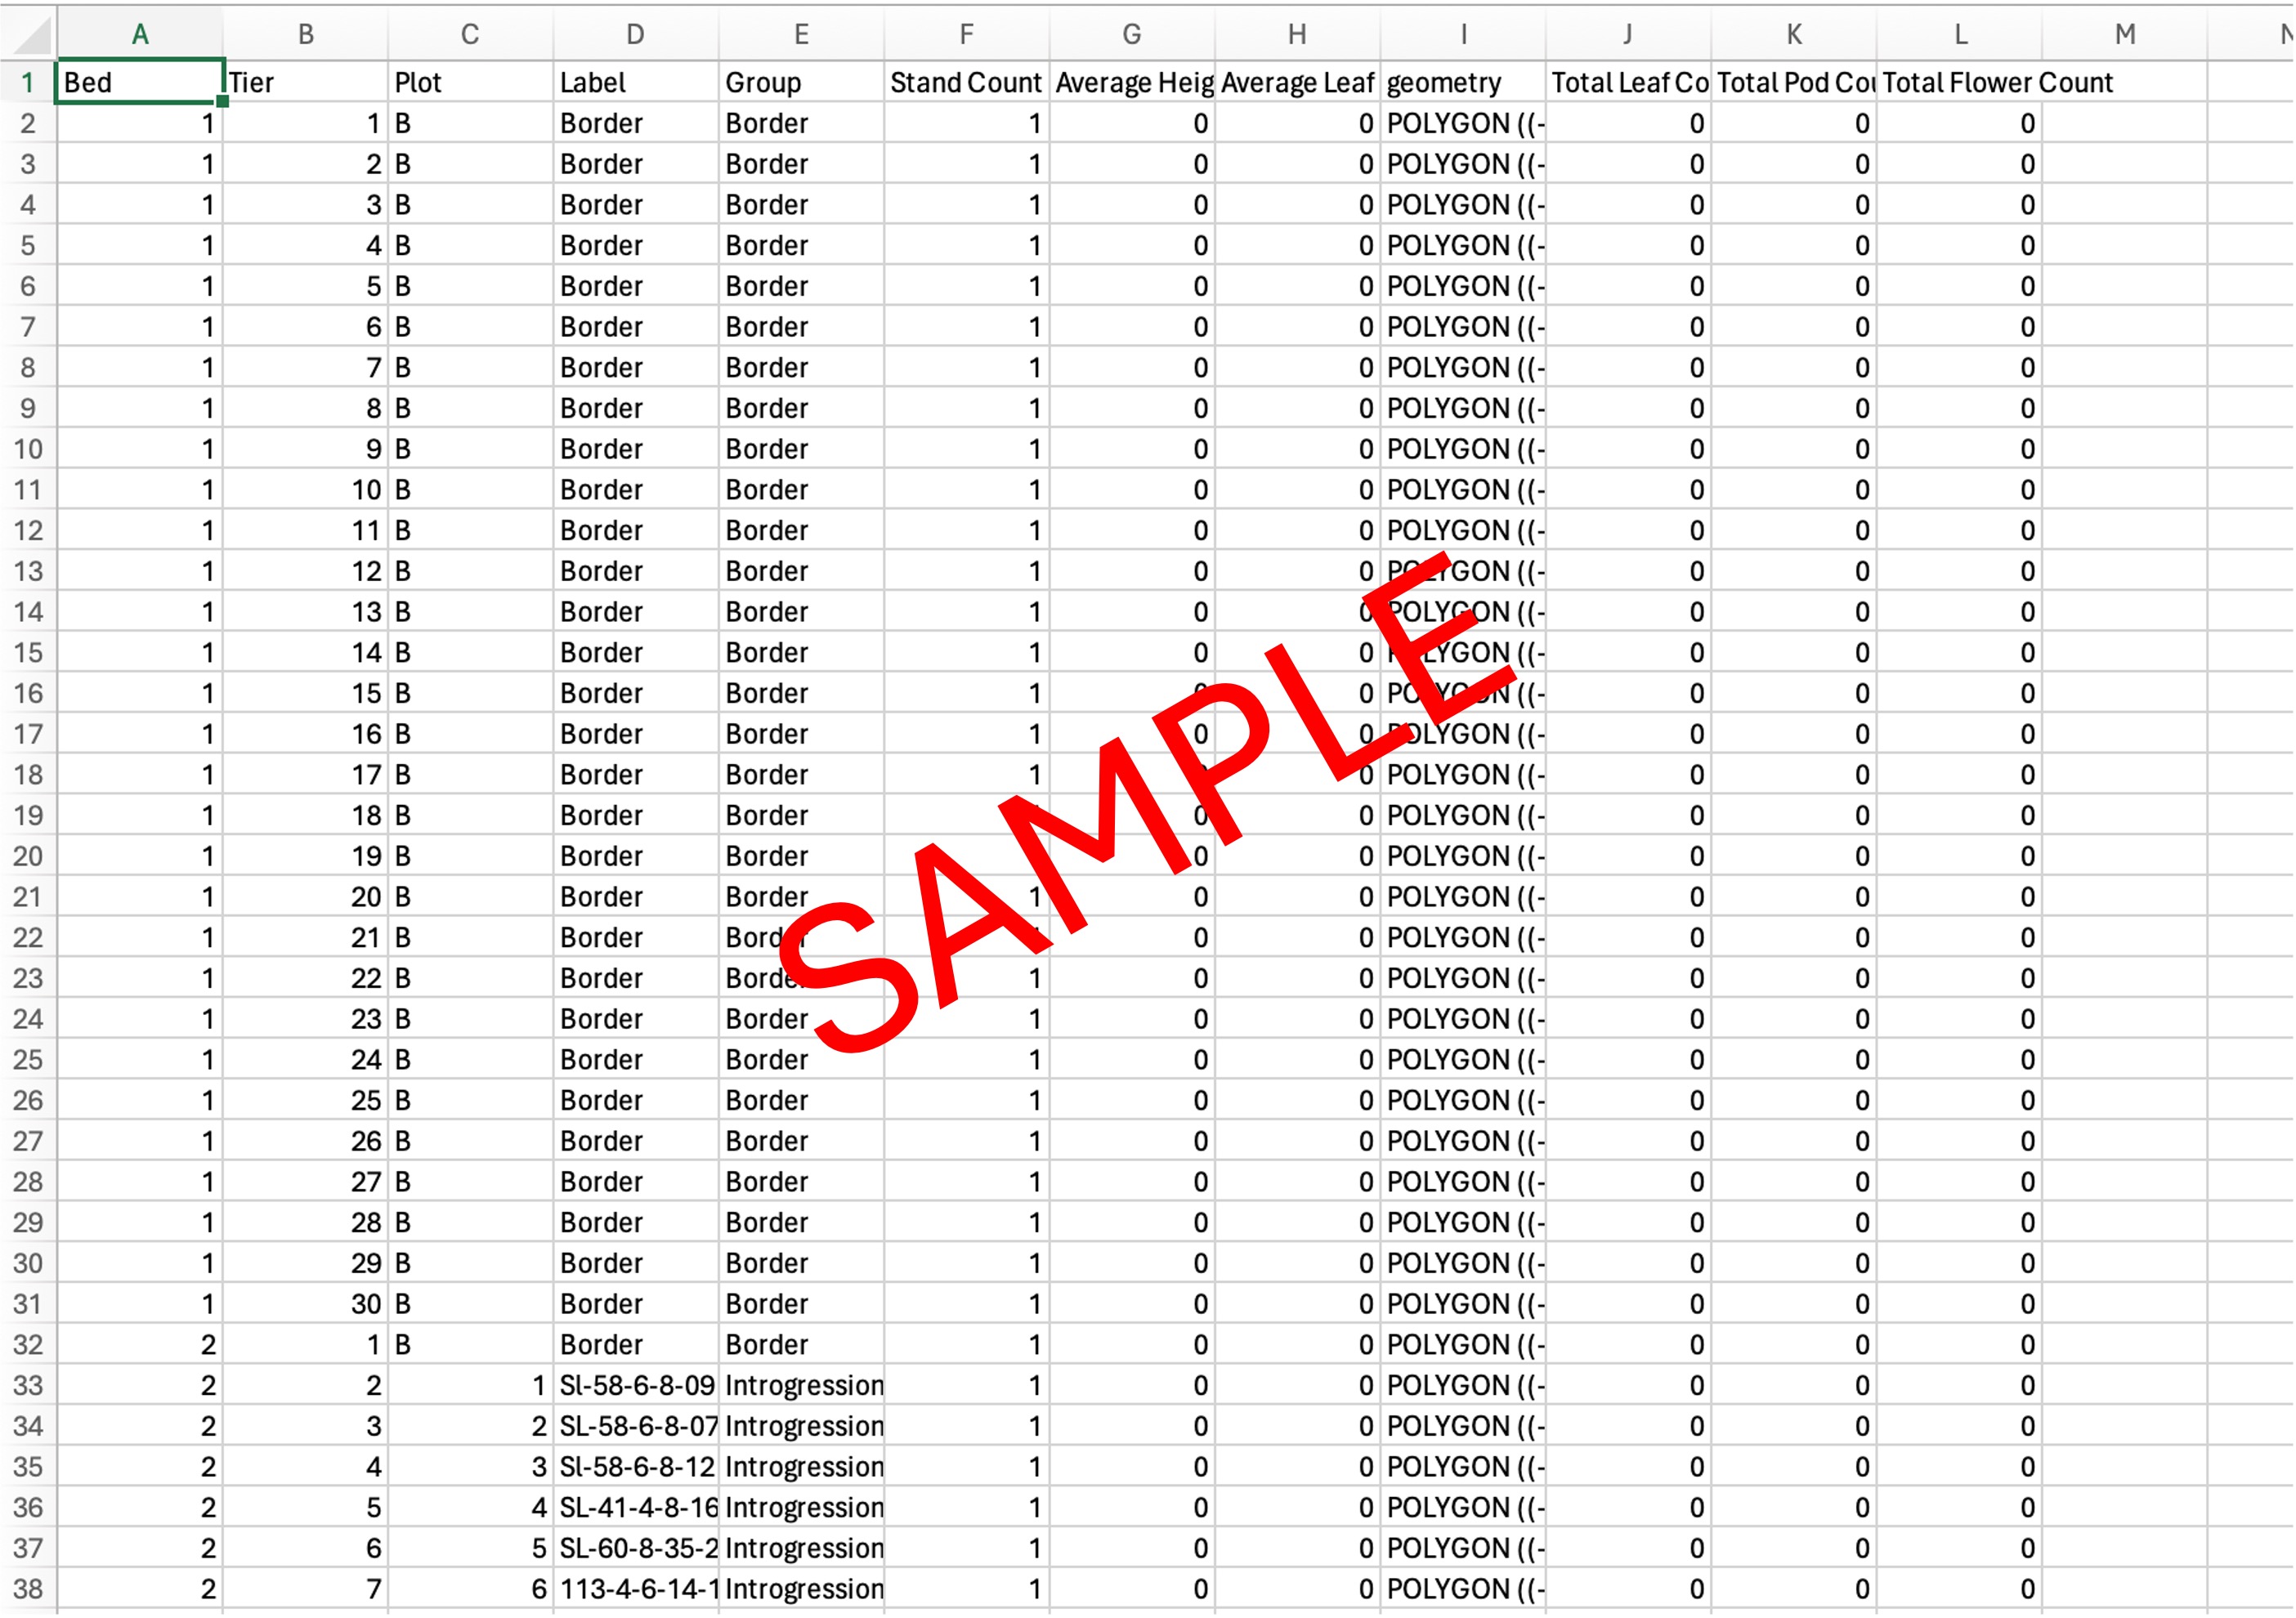 A B C D E F G H I J K L M
1 Bed Tier Plot Label Group Stand Count Average Heig Average Leaf geometry Total Leaf Co Total Pod Cou Total Flower Count
2 1 1 B Border Border 1 0 0 POLYGON ((- 0 0 0
3 1 2 B Border Border 1 0 0 POLYGON ((- 0 0 0
4 1 3 B Border Border 1 0 0 POLYGON ((- 0 0 0
5 1 4 B Border Border 1 0 0 POLYGON ((- 0 0 0
6 1 5 B Border Border 1 0 0 POLYGON ((- 0 0 0
7 1 6 B Border Border 1 0 0 POLYGON ((- 0 0 0
8 1 7 B Border Border 1 0 0 POLYGON ((- 0 0 0
9 1 8 B Border Border 1 0 0 POLYGON ((- 0 0 0
10 1 9 B Border Border 1 0 0 POLYGON ((- 0 0 0
11 1 10 B Border Border 1 0 0 POLYGON ((- 0 0 0
12 1 11 B Border Border 1 0 0 POLYGON ((- 0 0 0
13 1 12 B Border Border 1 0 0 POLYGON ((- 0 0 0
14 1 13 B Border Border 1 0 0 POLYGON ((- 0 0 0
15 1 14 B Border Border 1 0 0 POLYGON ((- 0 0 0
16 1 15 B Border Border 1 0 0 POLYGON ((- 0 0 0
17 1 16 B Border Border 1 0 0 POLYGON ((- 0 0 0
18 1 17 B Border Border 1 0 0 POLYGON ((- 0 0 0
19 1 18 B Border Border 1 0 0 POLYGON ((- 0 0 0
20 1 19 B Border Border 0 0 POLYGON ((- 0 0 0
21 1 20 B Border Border 1 0 0 POLYGON ((- 0 0 0
22 1 21 B Border Border 0 0 POLYGON ((- 0 0 0
23 1 22 B Border Border 1 0 0 POLYGON ((- 0 0 0
24 1 23 B Border Border 1 0 0 POLYGON ((- 0 0 0
25 1 24 B Border Border 1 0 0 POLYGON ((- 0 0 0
26 1 25 B Border Border 1 0 0 POLYGON ((- 0 0 0
27 1 26 B Border Border 1 0 0 POLYGON ((- 0 0 0
28 1 27 B Border Border 1 0 0 POLYGON ((- 0 0 0
29 1 28 B Border Border 1 0 0 POLYGON ((- 0 0 0
30 1 29 B Border Border 1 0 0 POLYGON ((- 0 0 0
31 1 30 B Border Border 1 0 0 POLYGON ((- 0 0 0
32 2 1 B Border Border 1 0 0 POLYGON ((- 0 0 0
33 2 2 1 Sl-58-6-8-09 Introgression 1 0 0 POLYGON ((- 0 0 0
34 2 3 2 SL-58-6-8-07 Introgression 1 0 0 POLYGON ((- 0 0 0
35 2 4 3 Sl-58-6-8-12 Introgression 1 0 0 POLYGON ((- 0 0 0
36 2 5 4 SL-41-4-8-16 Introgression 1 0 0 POLYGON ((- 0 0 0
37 2 6 5 SL-60-8-35-2 Introgression 1 0 0 POLYGON ((- 0 0 0
38 2 7 6 113-4-6-14-1 Introgression 1 0 0 POLYGON ((- 0 0 0
SAMPLE